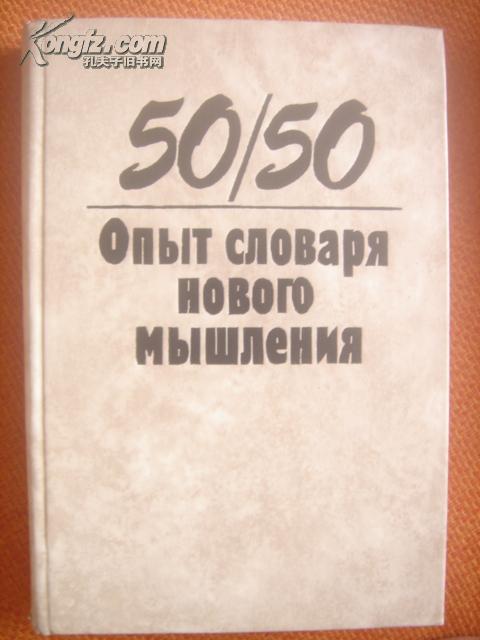 Kongfz.com
孔夫子旧书网
50/50
Опыт словаря
нового
мышления